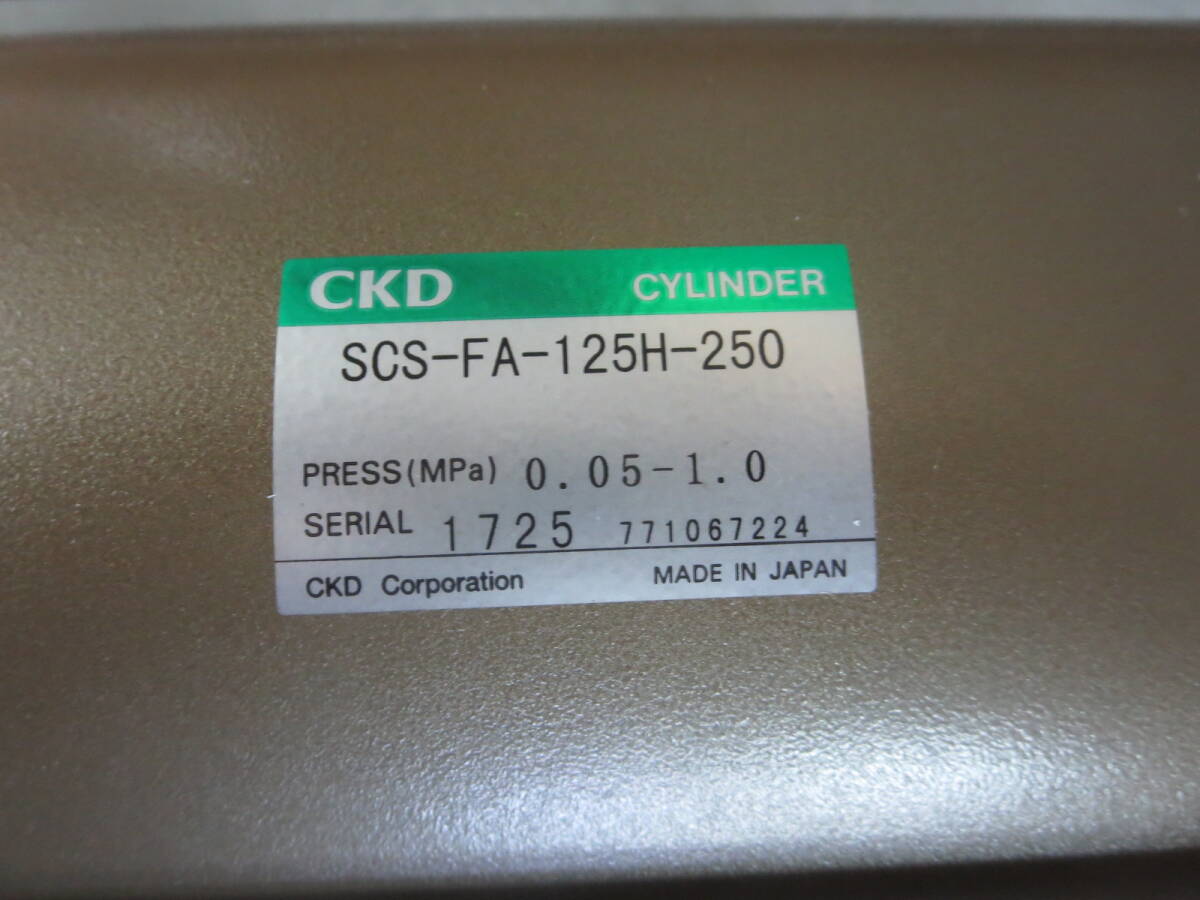 CKD CYLINDER
SCS-FA-125H-250
PRESS(MPa) 0.05-1.0
SERIAL 1725 771067224
CKD Corporation MADE IN JAPAN